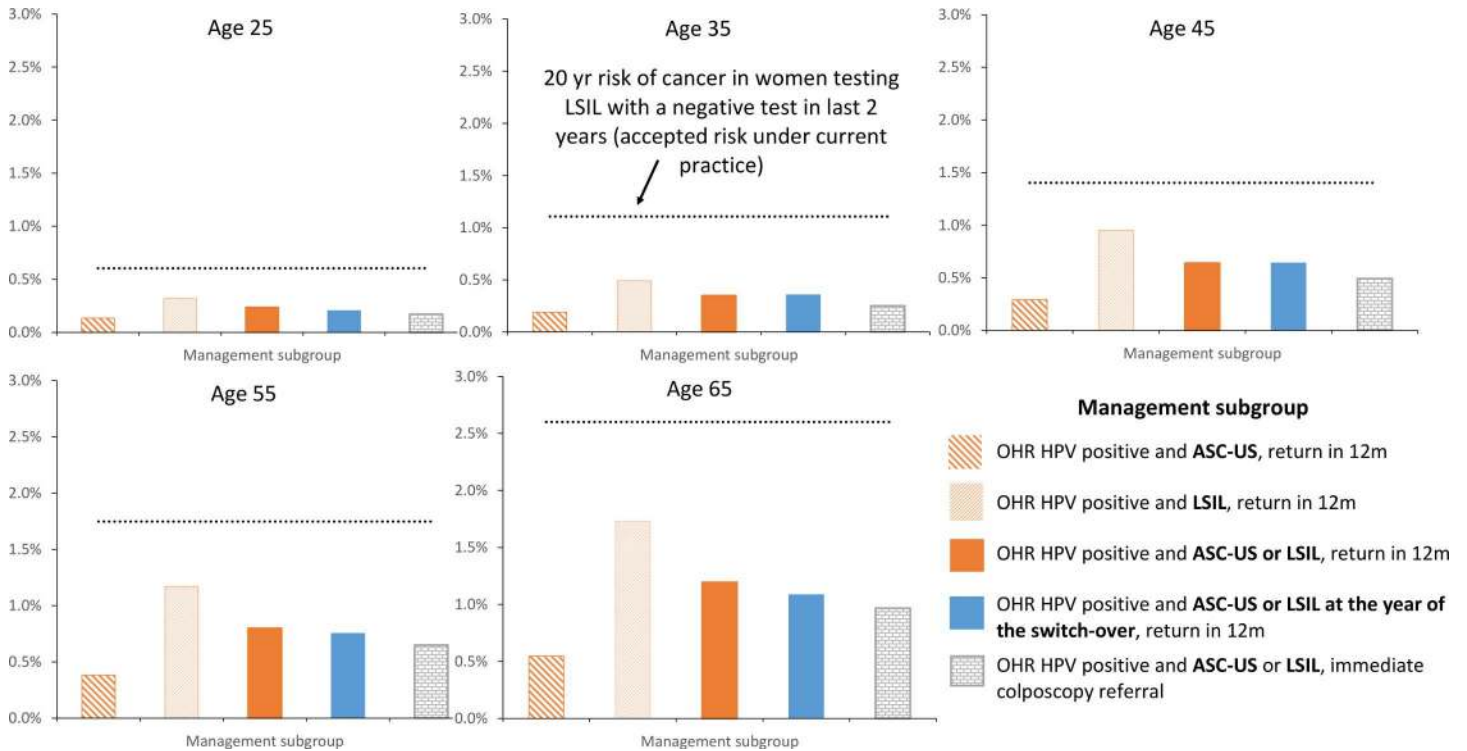 Age 25
3.0%
2.5%
2.0%
1.5%
1.0%
0.5%
0.0%
Management subgroup
Age 35
3.0%
2.5%
2.0%
1.5%
1.0%
0.5%
0.0%
20 yr risk of cancer in women testing
LSIL with a negative test in last 2
years (accepted risk under current
practice)
Management subgroup
Age 45
3.0%
2.5%
2.0%
1.5%
1.0%
0.5%
0.0%
Management subgroup
Age 55
3.0%
2.5%
2.0%
1.5%
1.0%
0.5%
0.0%
Management subgroup
Age 65
3.0%
2.5%
2.0%
1.5%
1.0%
0.5%
0.0%
Management subgroup
Management subgroup
OHR HPV positive and ASC-US, return in 12m
OHR HPV positive and LSIL, return in 12m
OHR HPV positive and ASC-US or LSIL, return in 12m
OHR HPV positive and ASC-US or LSIL at the year of
the switch-over, return in 12m
OHR HPV positive and ASC-US or LSIL, immediate
colposcopy referral